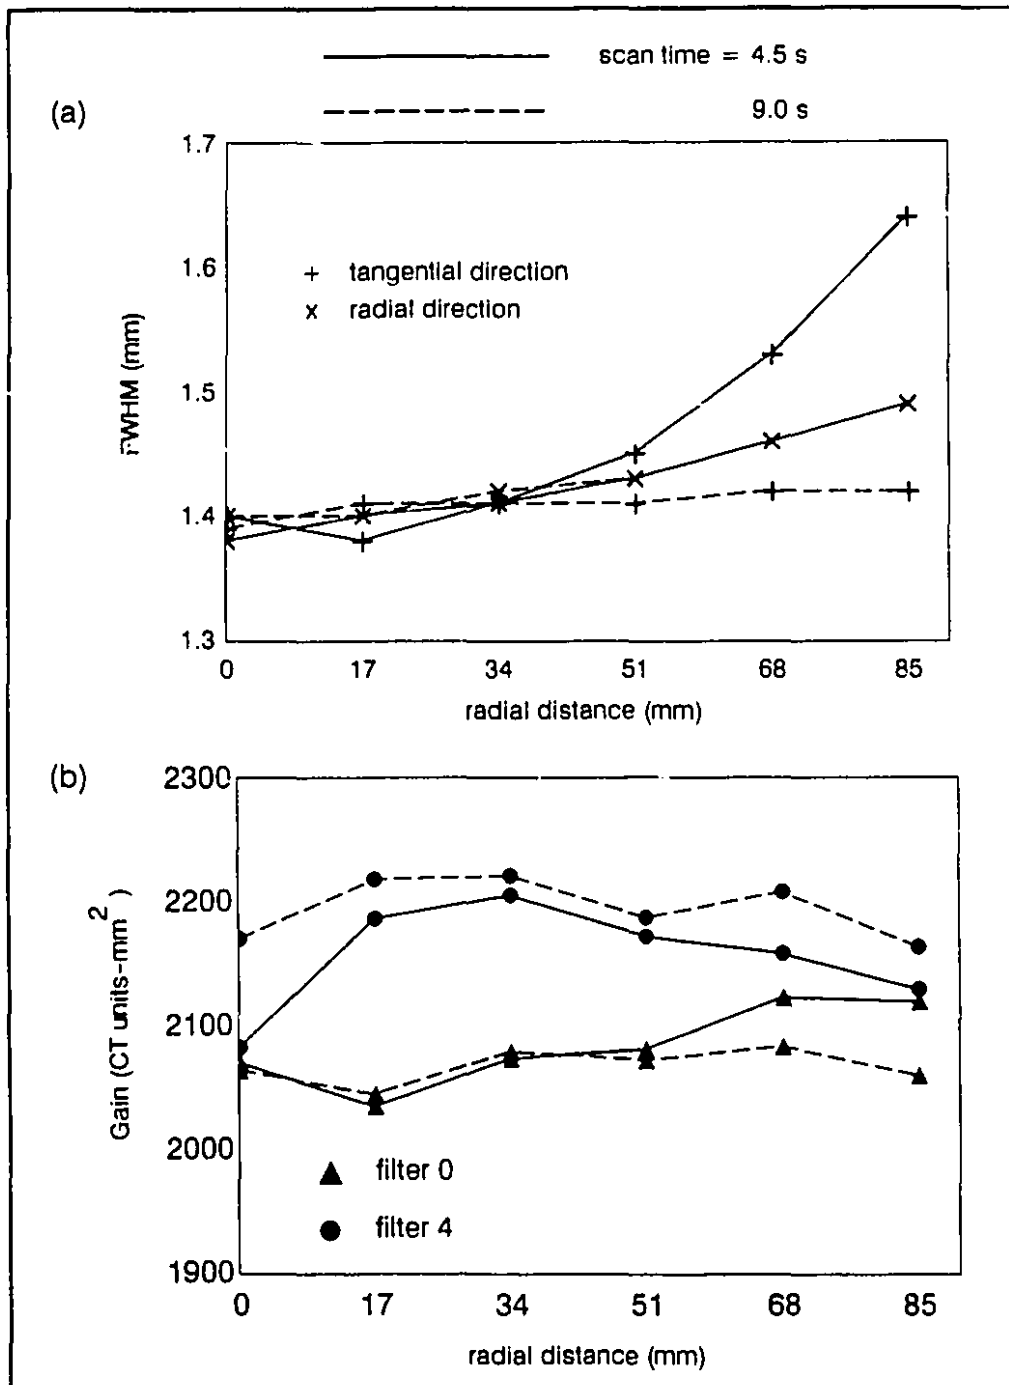 scan time = 4.5 s
9.0 s
(a)
1.7
1.6
1.5
1.4
1.3
FWHM (mm)
+ tangential direction
x radial direction
0 17 34 51 68 85
radial distance (mm)
(b)
2300
2200
2100
2000
1900
Gain (CT units-mm²)
filter 0
filter 4
0 17 34 51 68 85
radial distance (mm)